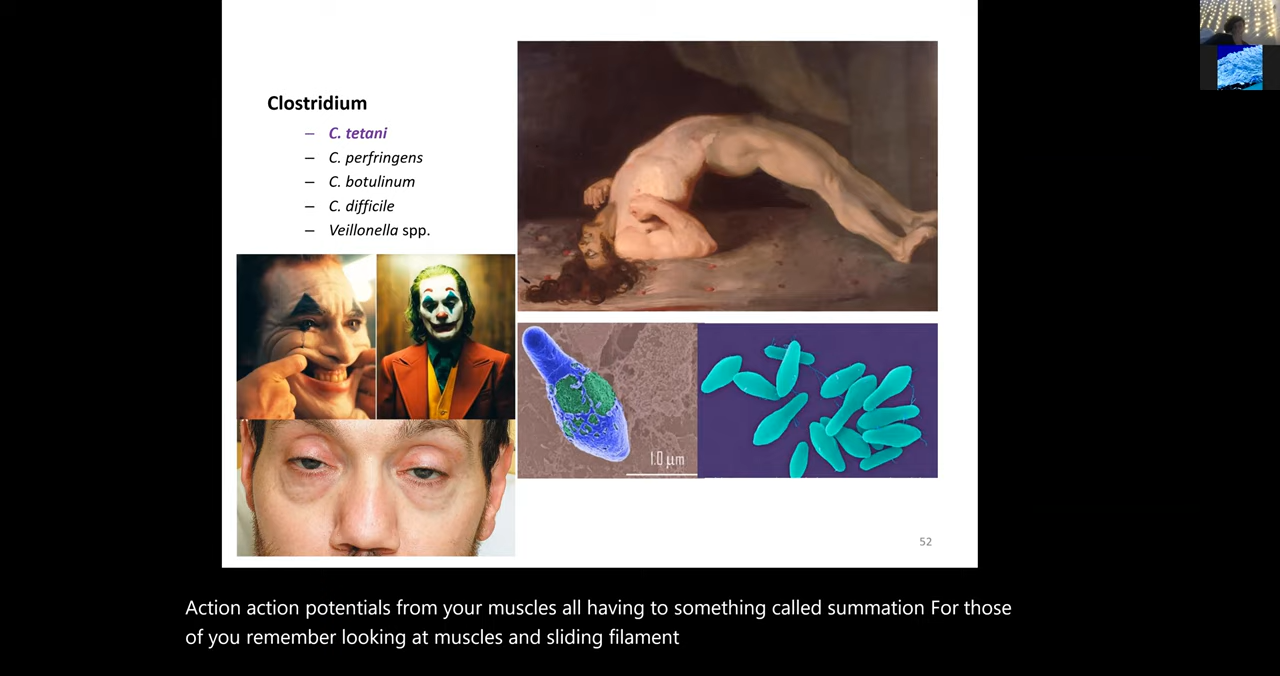 Clostridium
– C. tetani
– C. perfringens
– C. botulinum
– C. difficile
– Veillonella spp.
1.0 μm
52
Action action potentials from your muscles all having to something called summation For those
of you remember looking at muscles and sliding filament